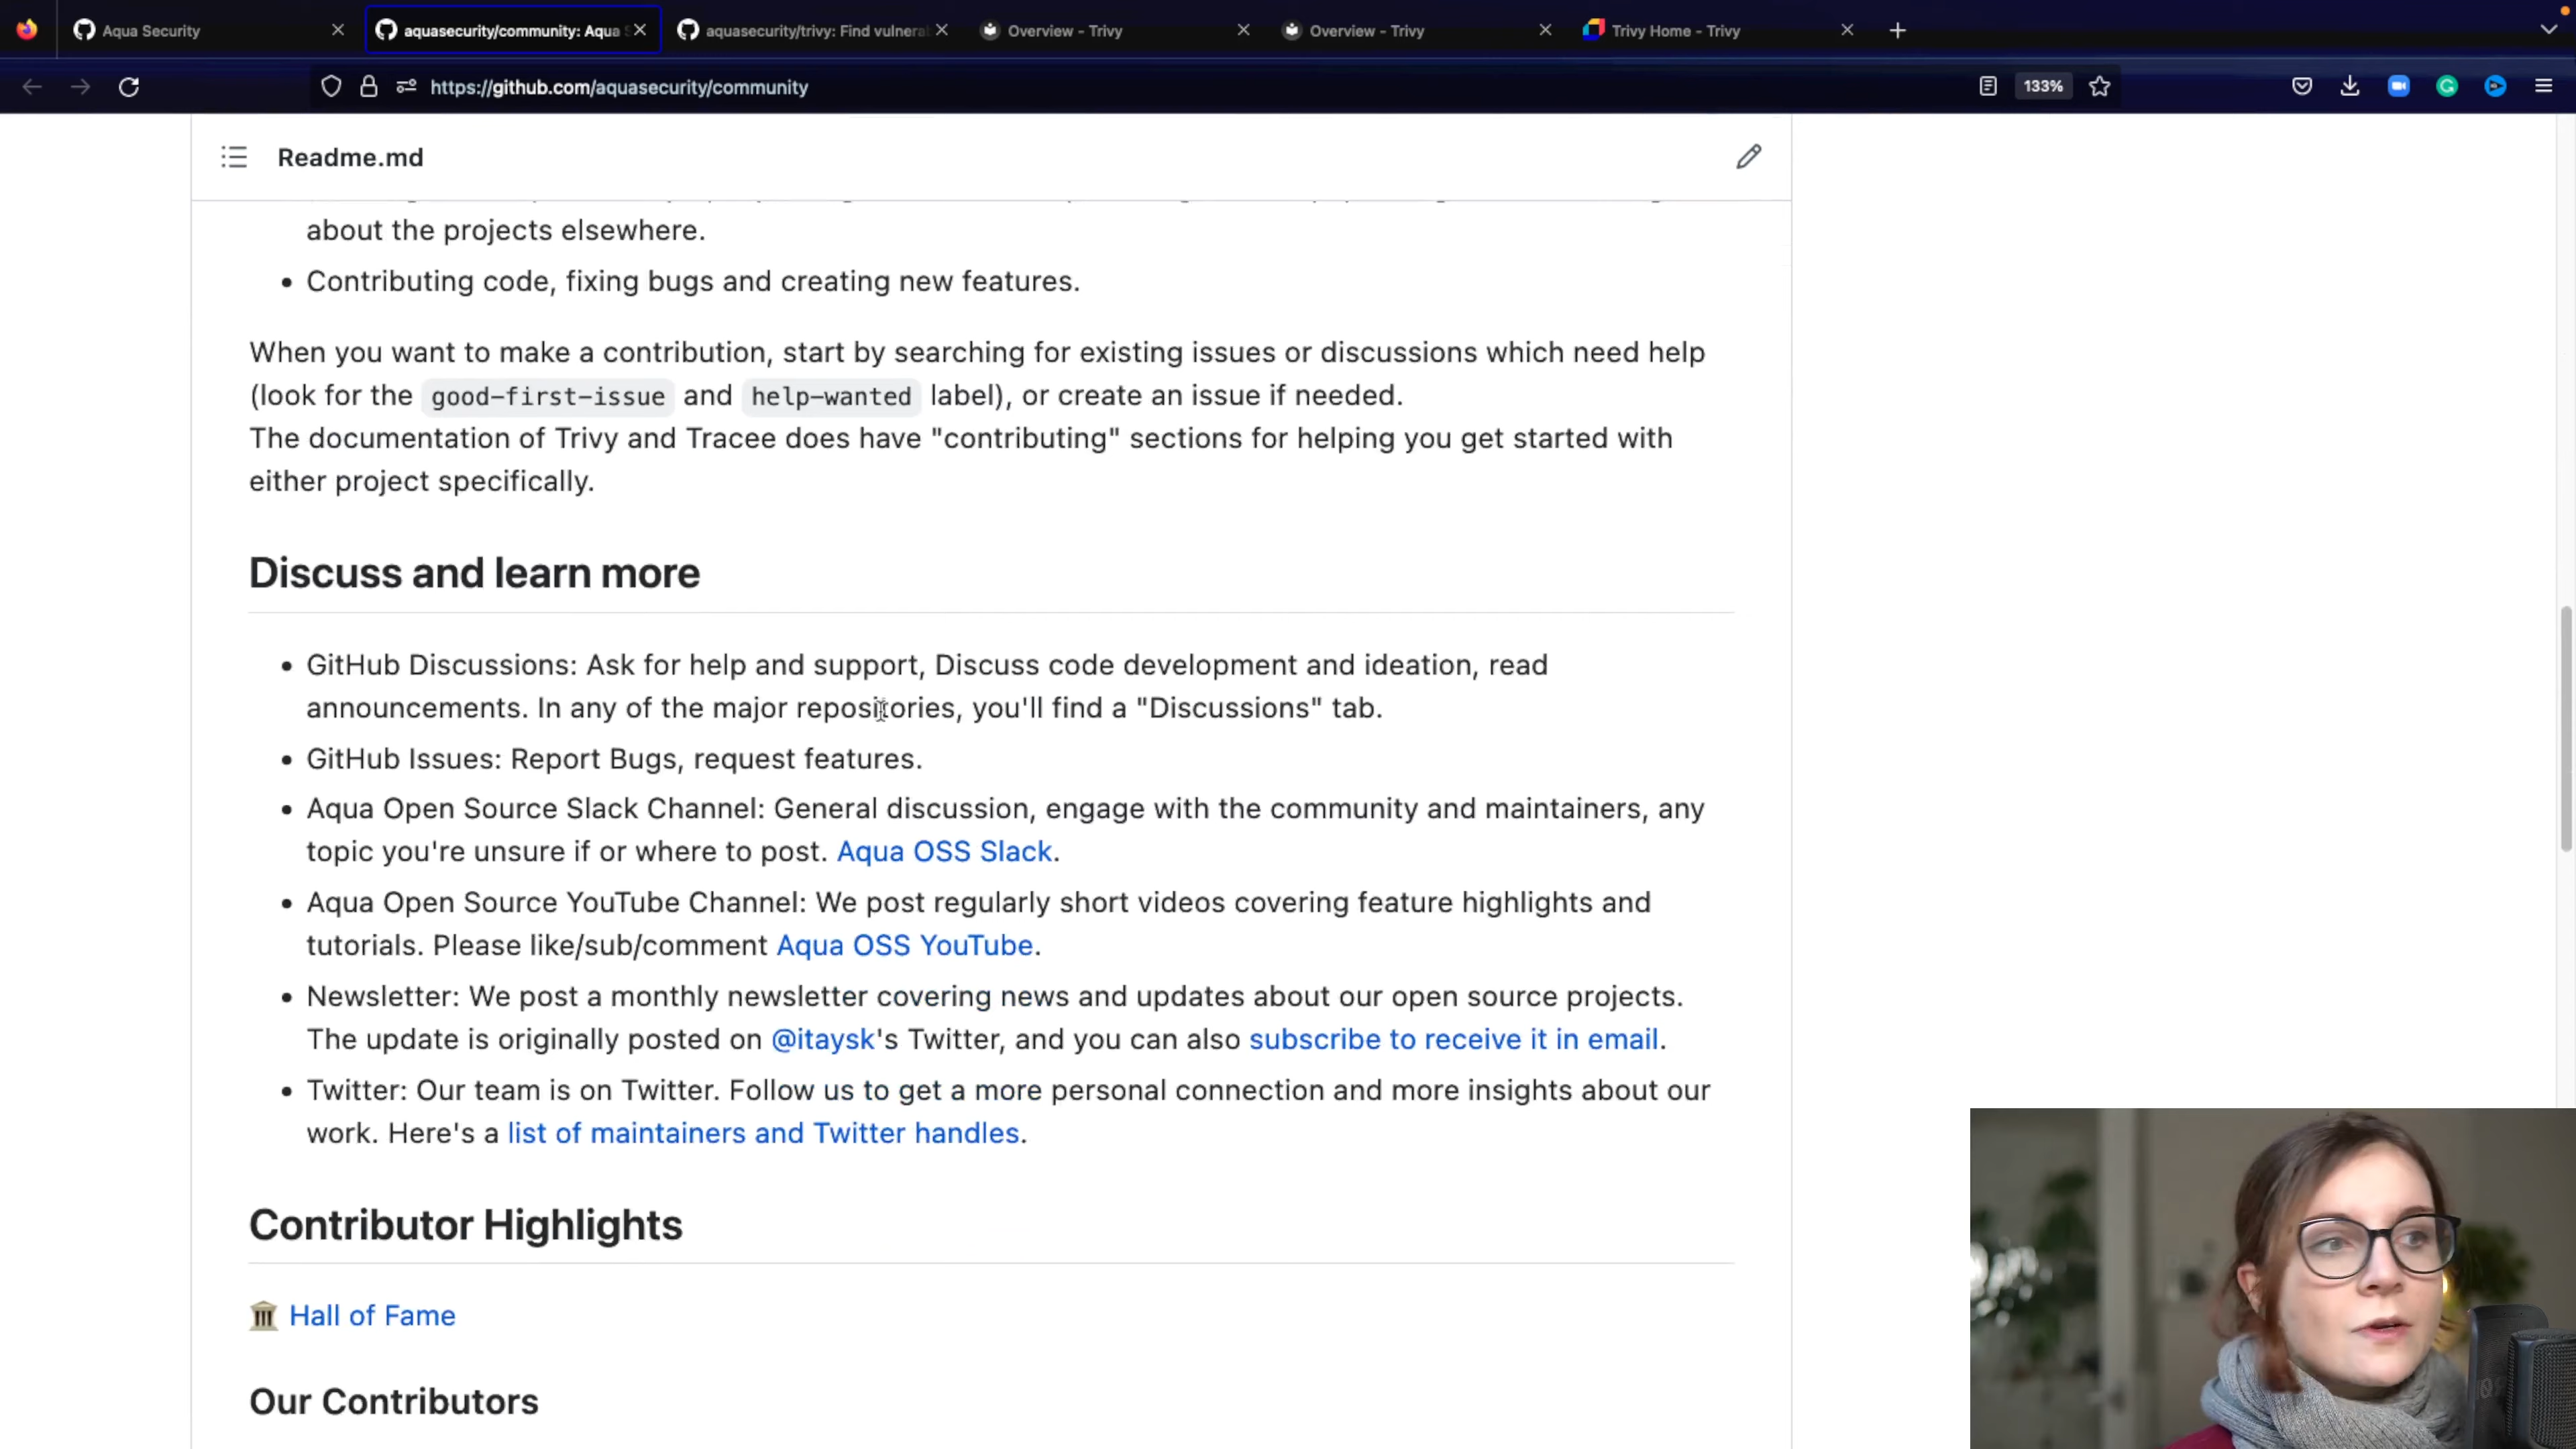 Aqua Security
aquasecurity/community: Aqua S
aquasecurity/trivy: Find vulnera
Overview - Trivy
Overview - Trivy
Trivy Home - Trivy
https://github.com/aquasecurity/community
133%
Readme.md
about the projects elsewhere.
• Contributing code, fixing bugs and creating new features.
When you want to make a contribution, start by searching for existing issues or discussions which need help
(look for the good-first-issue and help-wanted label), or create an issue if needed.
The documentation of Trivy and Tracee does have "contributing" sections for helping you get started with
either project specifically.
Discuss and learn more
• GitHub Discussions: Ask for help and support, Discuss code development and ideation, read
announcements. In any of the major repositories, you'll find a "Discussions" tab.
• GitHub Issues: Report Bugs, request features.
• Aqua Open Source Slack Channel: General discussion, engage with the community and maintainers, any
topic you're unsure if or where to post. Aqua OSS Slack.
• Aqua Open Source YouTube Channel: We post regularly short videos covering feature highlights and
tutorials. Please like/sub/comment Aqua OSS YouTube.
• Newsletter: We post a monthly newsletter covering news and updates about our open source projects.
The update is originally posted on @itaysk's Twitter, and you can also subscribe to receive it in email.
• Twitter: Our team is on Twitter. Follow us to get a more personal connection and more insights about our
work. Here's a list of maintainers and Twitter handles.
Contributor Highlights
Hall of Fame
Our Contributors